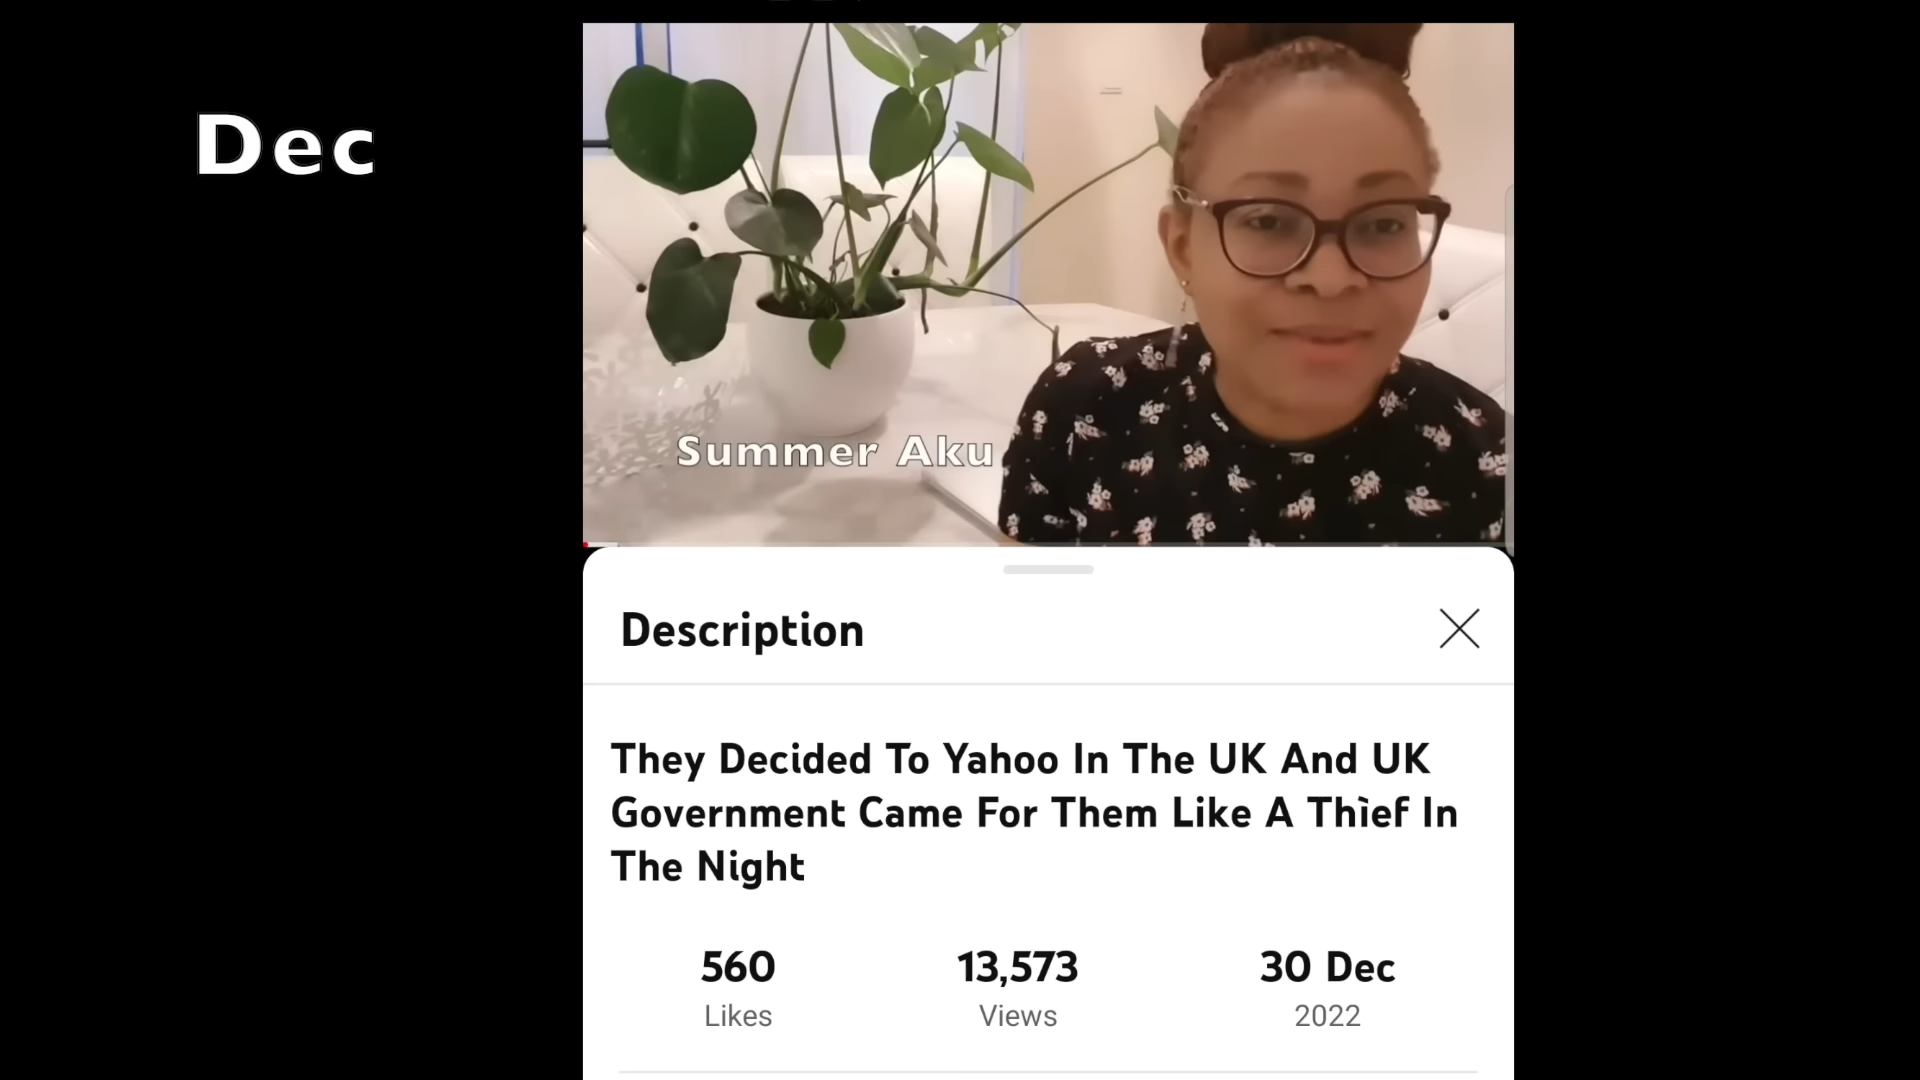 Dec
Summer Aku
Description
They Decided To Yahoo In The UK And UK
Government Came For Them Like A Thief In
The Night
560
13,573
30 Dec
Likes
Views
2022